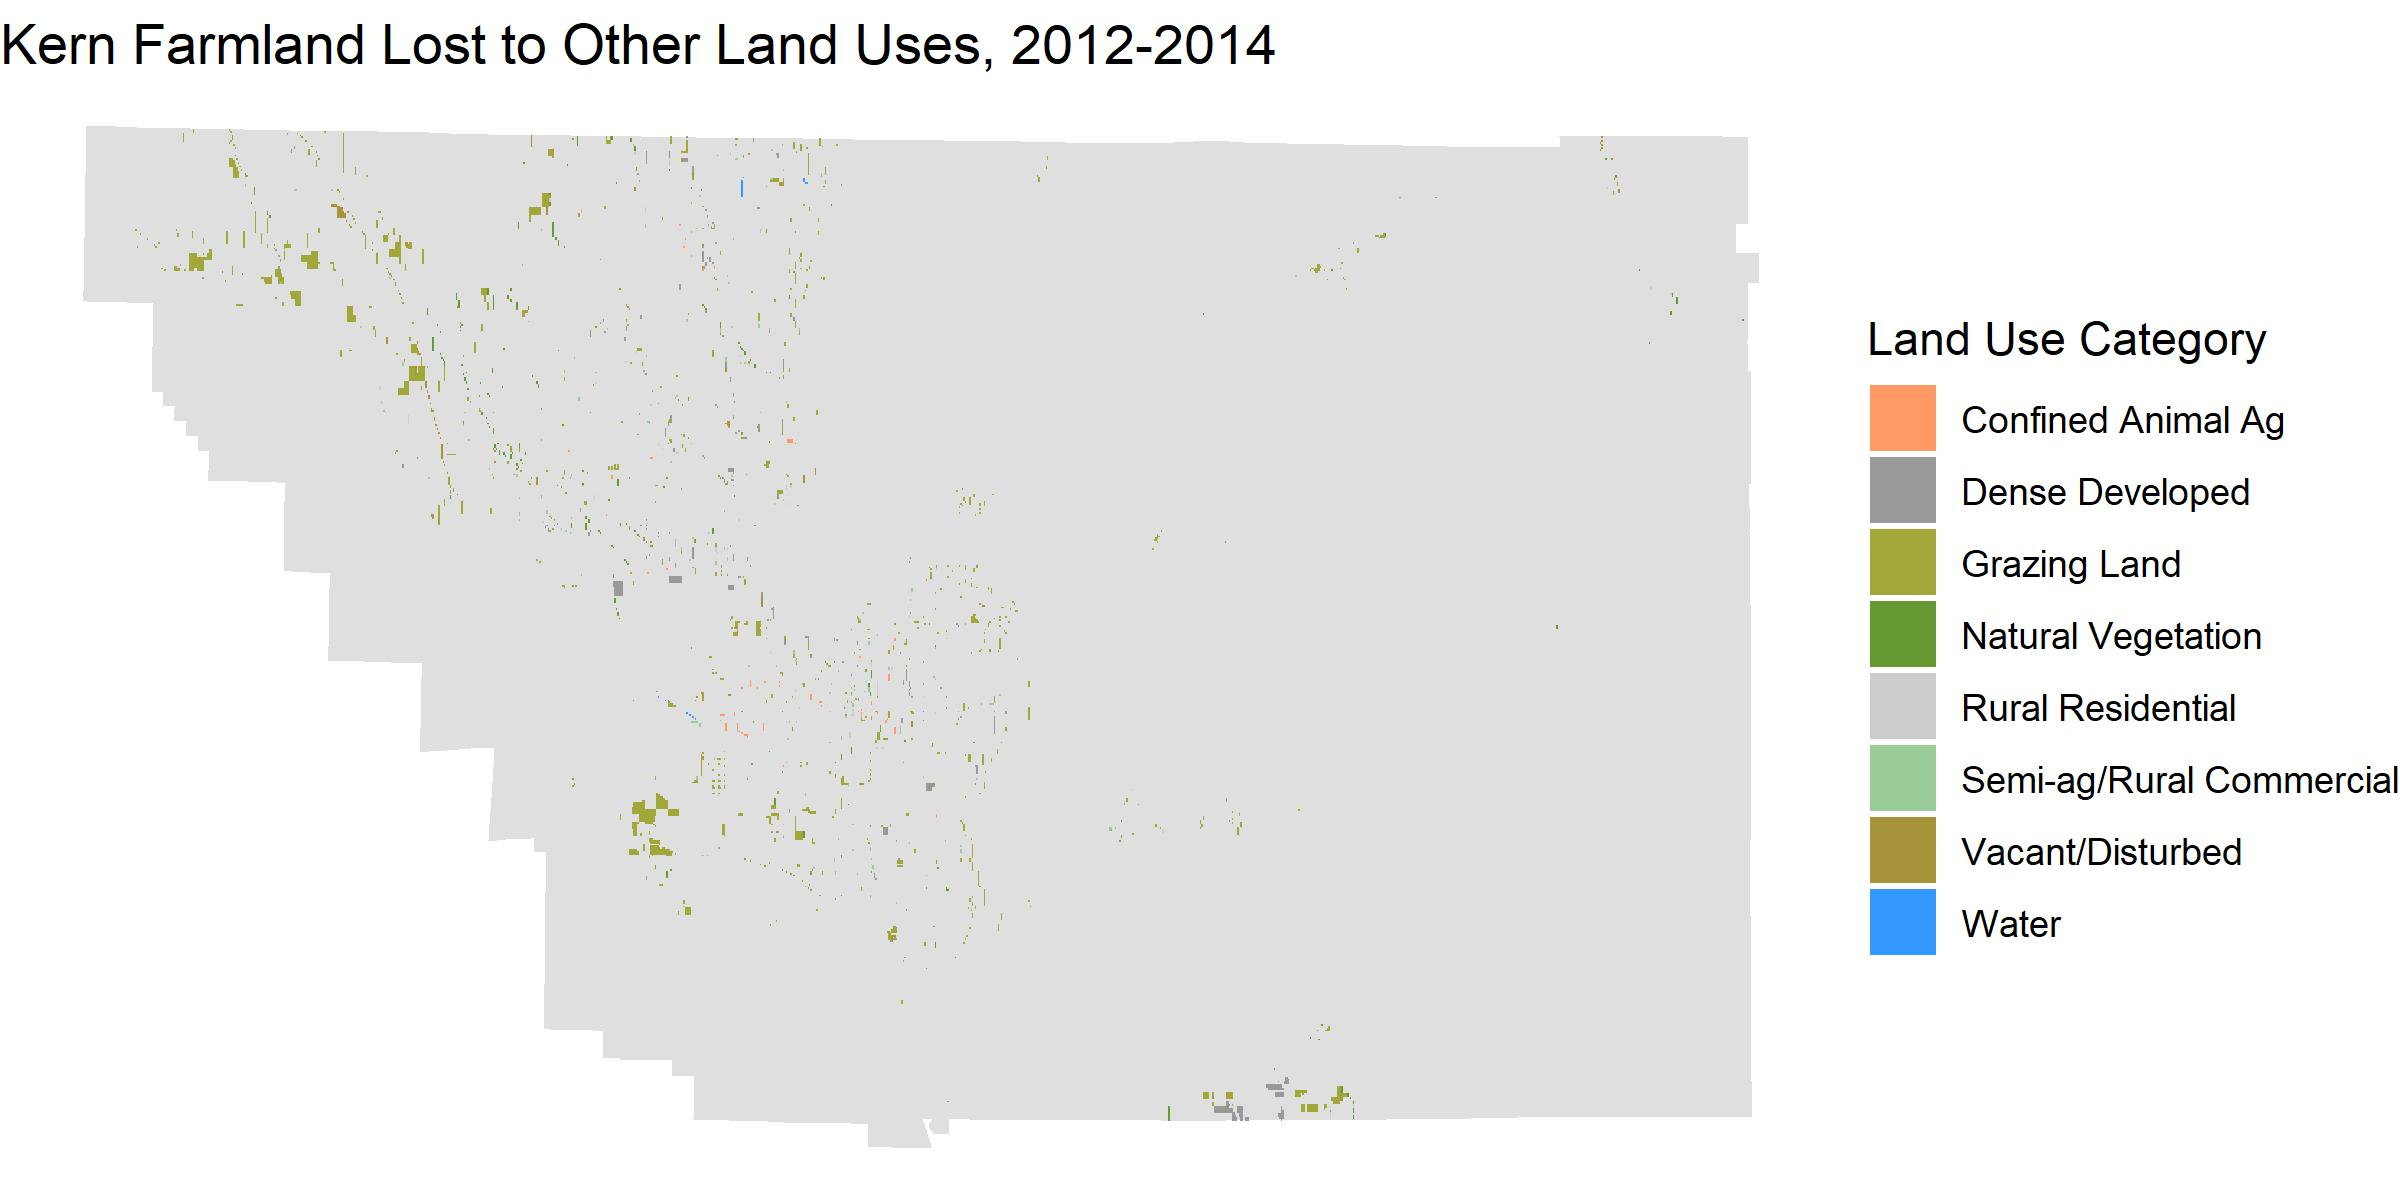 Kern Farmland Lost to Other Land Uses, 2012-2014
Land Use Category
Confined Animal Ag
Dense Developed
Grazing Land
Natural Vegetation
Rural Residential
Semi-ag/Rural Commercial
Vacant/Disturbed
Water